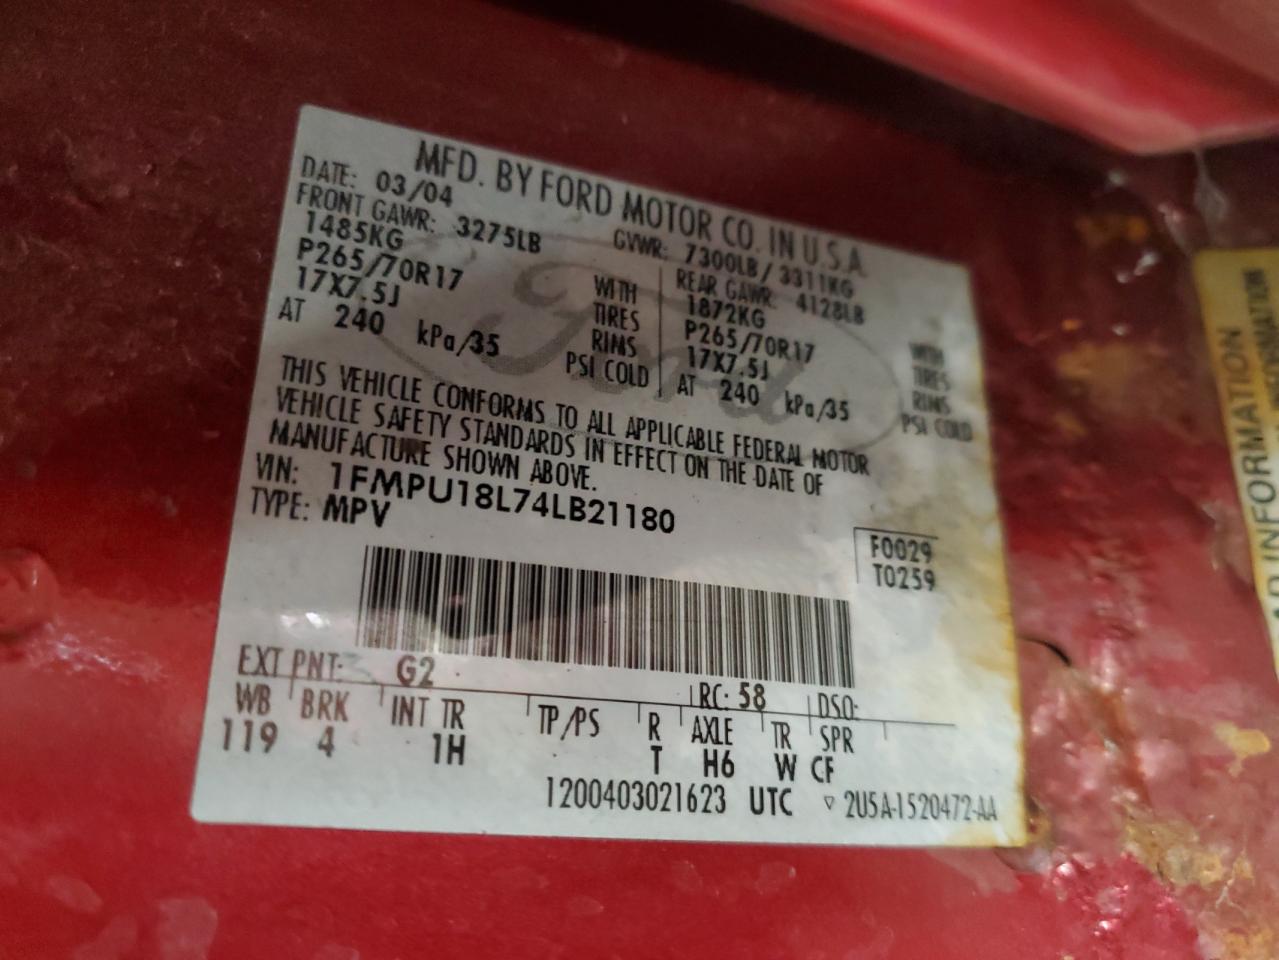 MFD. BY FORD MOTOR CO. IN U.S.A.
DATE: 03/04 GVWR: 7300LB / 3311KG
FRONT GAWR: 3275LB REAR GAWR: 4128LB
1485KG WITH 1872KG WITH
P265/70R17 TIRES P265/70R17 TIRES
17X7.5J RIMS 17X7.5J RIMS
AT 240 kPa/35 PSI COLD AT 240 kPa/35 PSI COLD
THIS VEHICLE CONFORMS TO ALL APPLICABLE FEDERAL MOTOR
VEHICLE SAFETY STANDARDS IN EFFECT ON THE DATE OF
MANUFACTURE SHOWN ABOVE.
VIN: 1FMPU18L74LB21180
TYPE: MPV
F0029
T0259
EXT PNT: G2 RC: 58 DSO:
WB BRK INT TR TP/PS R AXLE TR SPR
119 4 1H T H6 W CF
1200403021623 UTC ▽ 2U5A-1520472-AA
Ford
INFORMATION